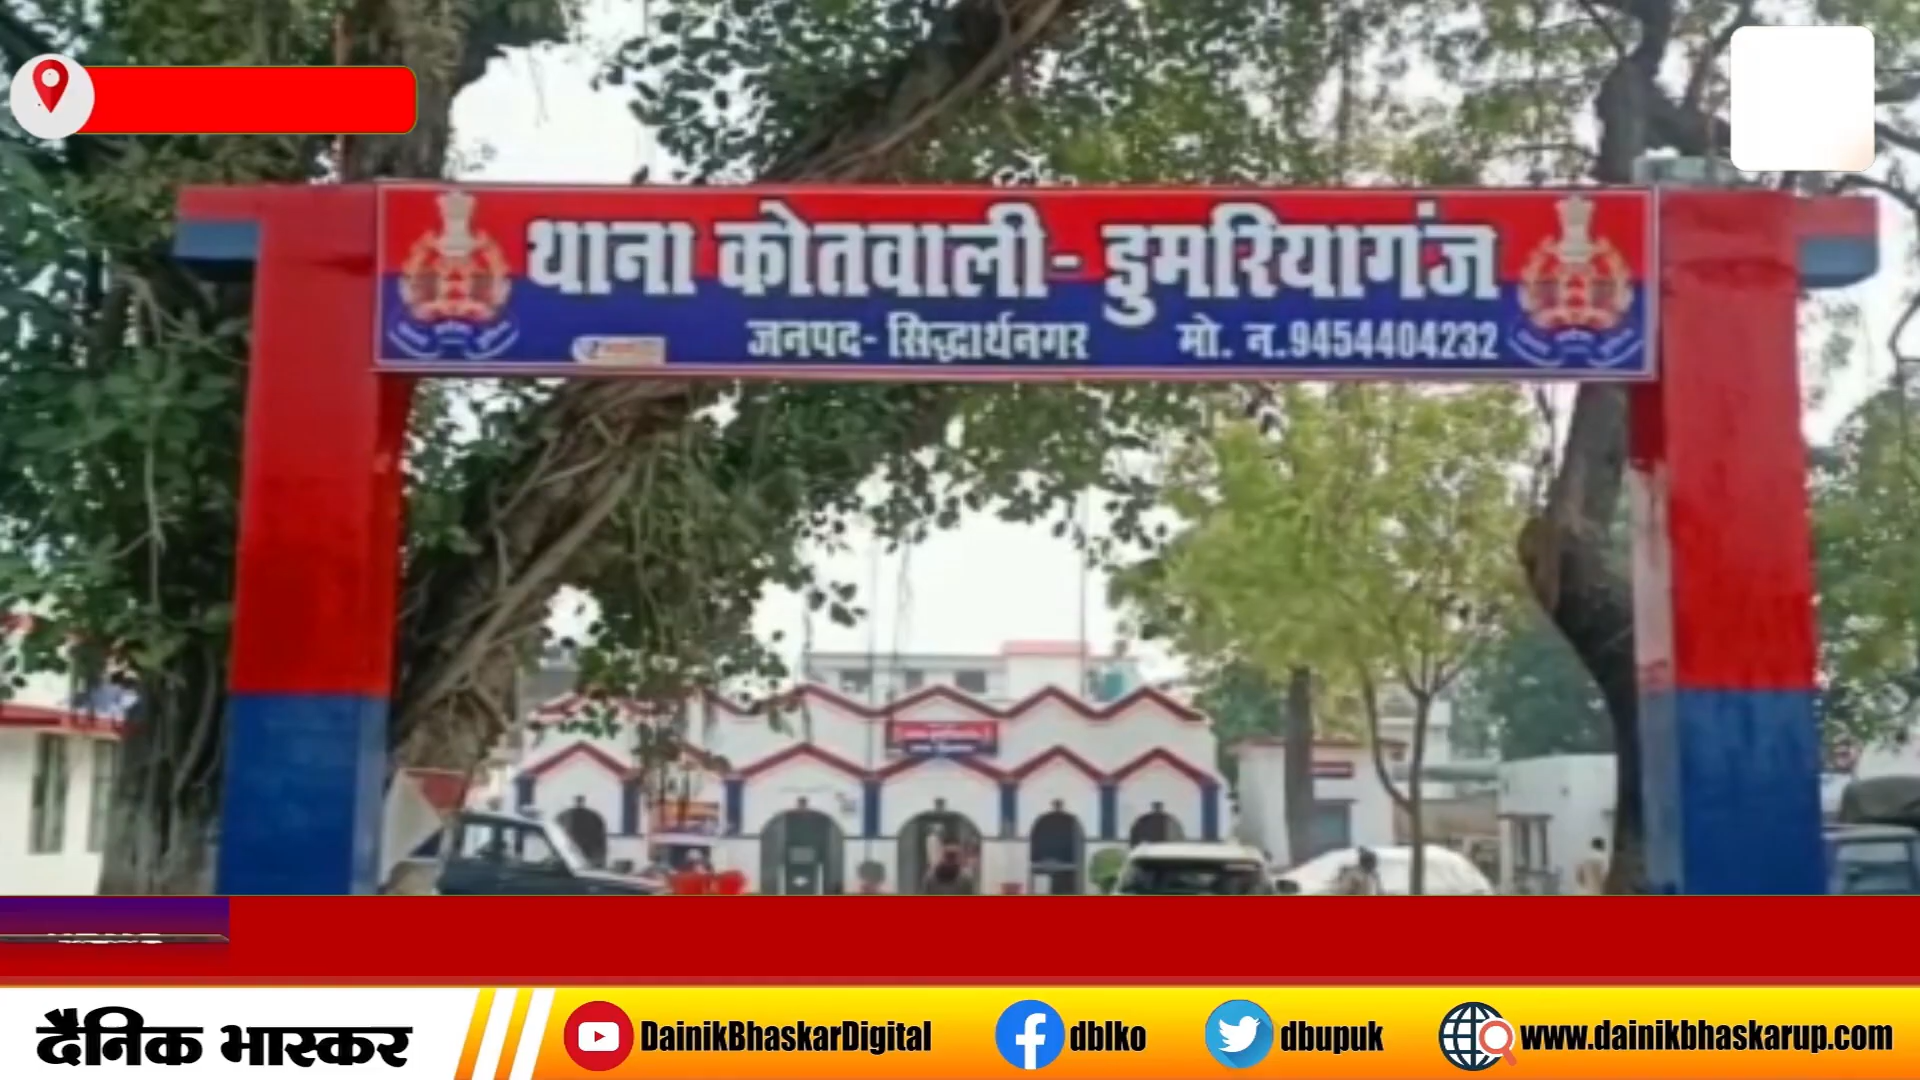 थाना कोतवाली- डुमरियागंज
जनपद- सिद्धार्थनगर मो. न.9454404232
दैनिक भास्कर DainikBhaskarDigital dblko dbupuk www.dainikbhaskarup.com